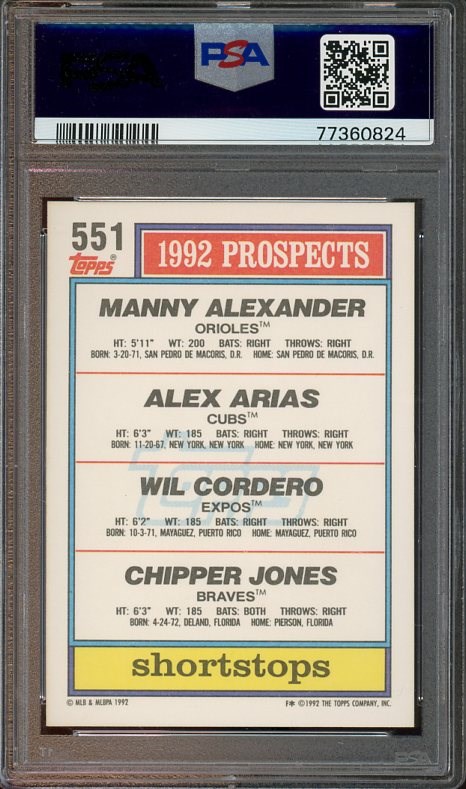 PSA
PSA
77360824
551
Topps®
1992 PROSPECTS
MANNY ALEXANDER
ORIOLES™
HT: 5'11" WT: 200 BATS: RIGHT THROWS: RIGHT
BORN: 3-20-71, SAN PEDRO DE MACORIS, D.R. HOME: SAN PEDRO DE MACORIS, D.R.
ALEX ARIAS
CUBS™
HT: 6'3" WT: 185 BATS: RIGHT THROWS: RIGHT
BORN: 11-20-67, NEW YORK, NEW YORK HOME: NEW YORK, NEW YORK
WIL CORDERO
EXPOS™
HT: 6'2" WT: 185 BATS: RIGHT THROWS: RIGHT
BORN: 10-3-71, MAYAGUEZ, PUERTO RICO HOME: MAYAGUEZ, PUERTO RICO
CHIPPER JONES
BRAVES™
HT: 6'3" WT: 185 BATS: BOTH THROWS: RIGHT
BORN: 4-24-72, DELAND, FLORIDA HOME: PIERSON, FLORIDA
shortstops
© MLB & MLBPA 1992 F* ©1992 THE TOPPS COMPANY, INC.
PSA